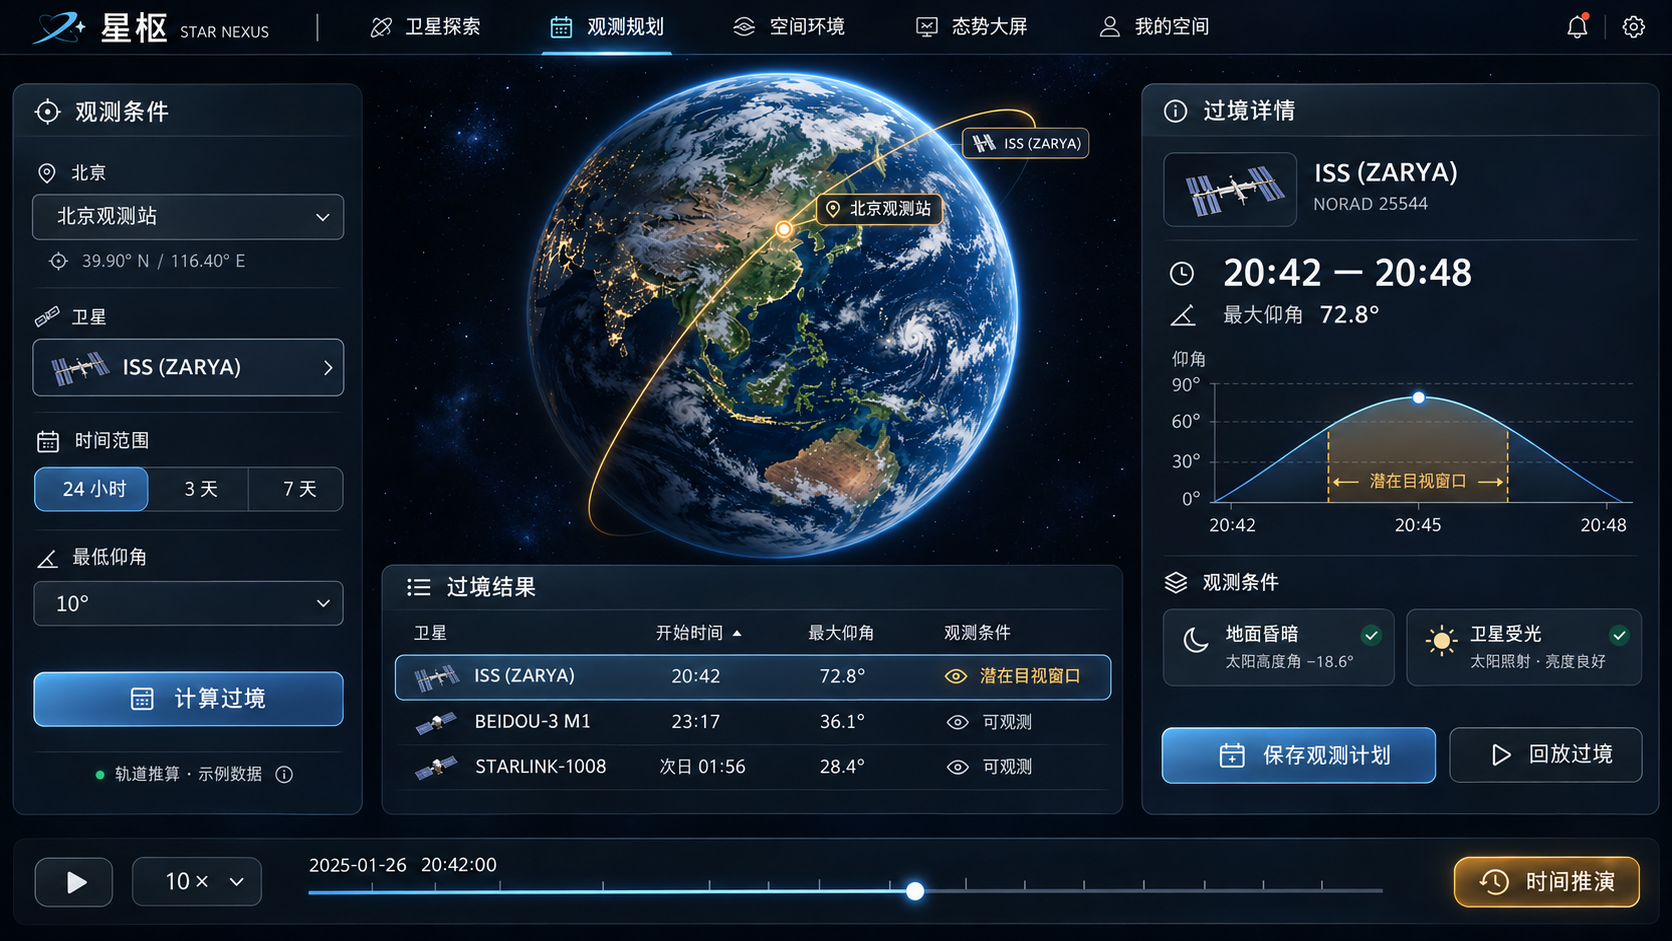 星枢 STAR NEXUS 卫星探索 观测规划 空间环境 态势大屏 我的空间
观测条件
北京
北京观测站
39.90° N / 116.40° E
卫星
ISS (ZARYA)
时间范围
24 小时 3 天 7 天
最低仰角
10°
计算过境
轨道推算 · 示例数据
ISS (ZARYA)
北京观测站
过境结果
卫星 开始时间 ▲ 最大仰角 观测条件
ISS (ZARYA) 20:42 72.8° 潜在目视窗口
BEIDOU-3 M1 23:17 36.1° 可观测
STARLINK-1008 次日 01:56 28.4° 可观测
过境详情
ISS (ZARYA)
NORAD 25544
20:42 — 20:48
最大仰角 72.8°
仰角
90°
60°
30°
0°
潜在目视窗口
20:42 20:45 20:48
观测条件
地面昏暗
太阳高度角 −18.6°
卫星受光
太阳照射 · 亮度良好
保存观测计划 回放过境
10 ×
2025-01-26 20:42:00
时间推演